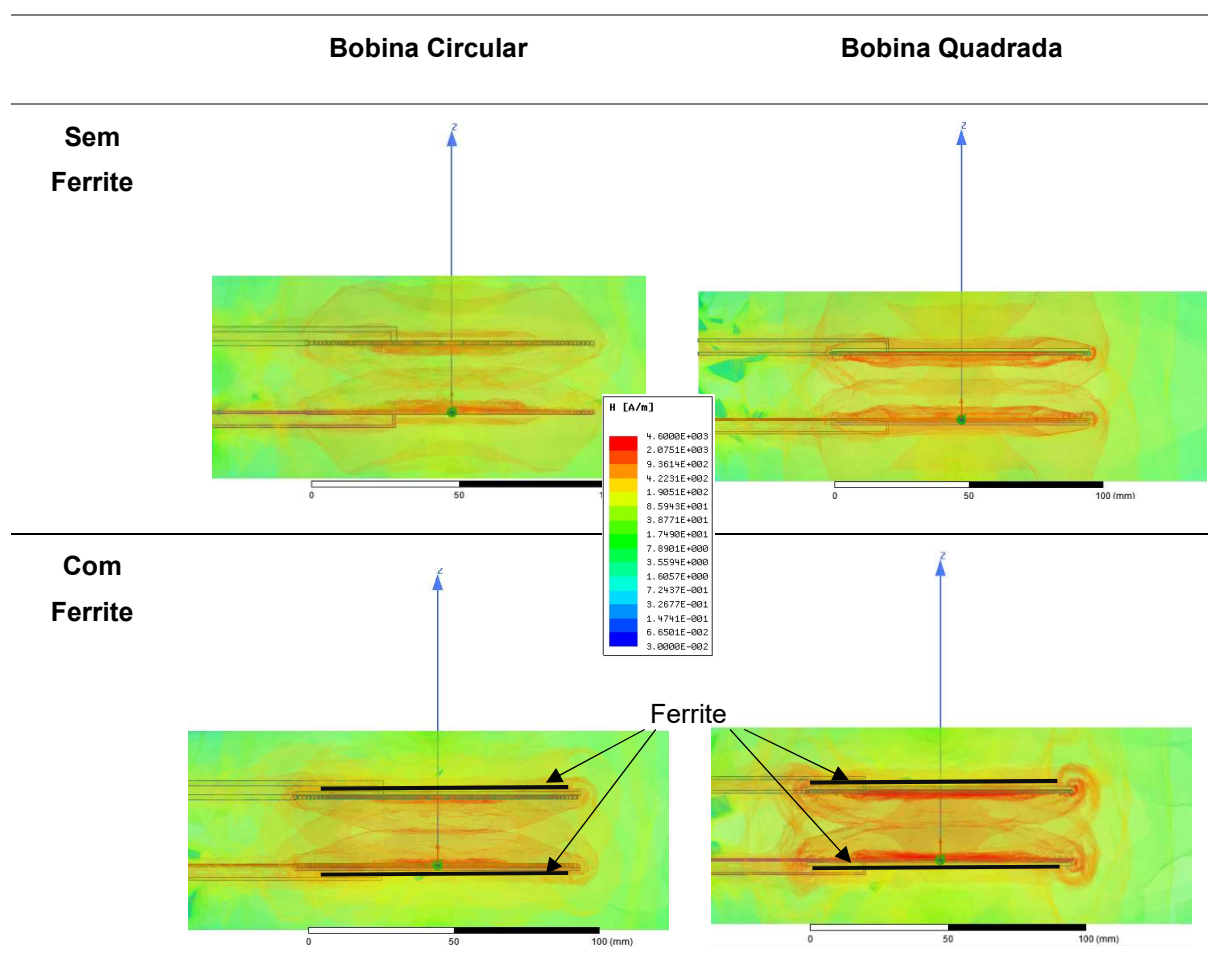 Bobina Circular Bobina Quadrada
Sem
Ferrite
z
z
0 50
0 50 100 (mm)
H [A/m]
4.6000E+003
2.0751E+003
9.3614E+002
4.2231E+002
1.9051E+002
8.5943E+001
3.8771E+001
1.7490E+001
7.8901E+000
3.5594E+000
1.6057E+000
7.2437E-001
3.2677E-001
1.4741E-001
6.6501E-002
3.0000E-002
Com
Ferrite
z
z
Ferrite
0 50 100 (mm)
0 50 100 (mm)